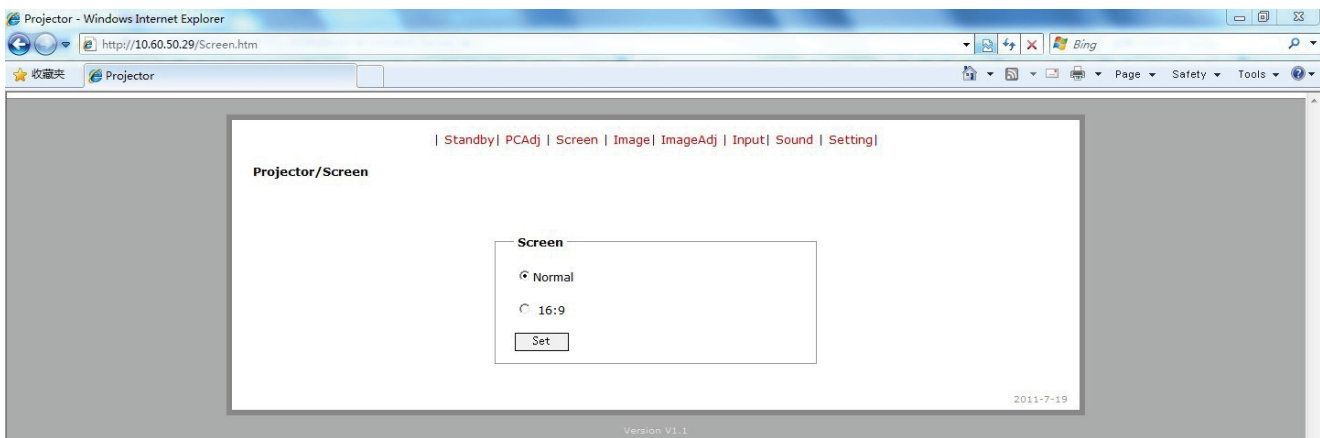 Projector - Windows Internet Explorer
http://10.60.50.29/Screen.htm
Bing
收藏夹
Projector
Page
Safety
Tools
| Standby| PCAdj | Screen | Image| ImageAdj | Input| Sound | Setting|
Projector/Screen
Screen
Normal
16:9
Set
2011-7-19
Version V1.1